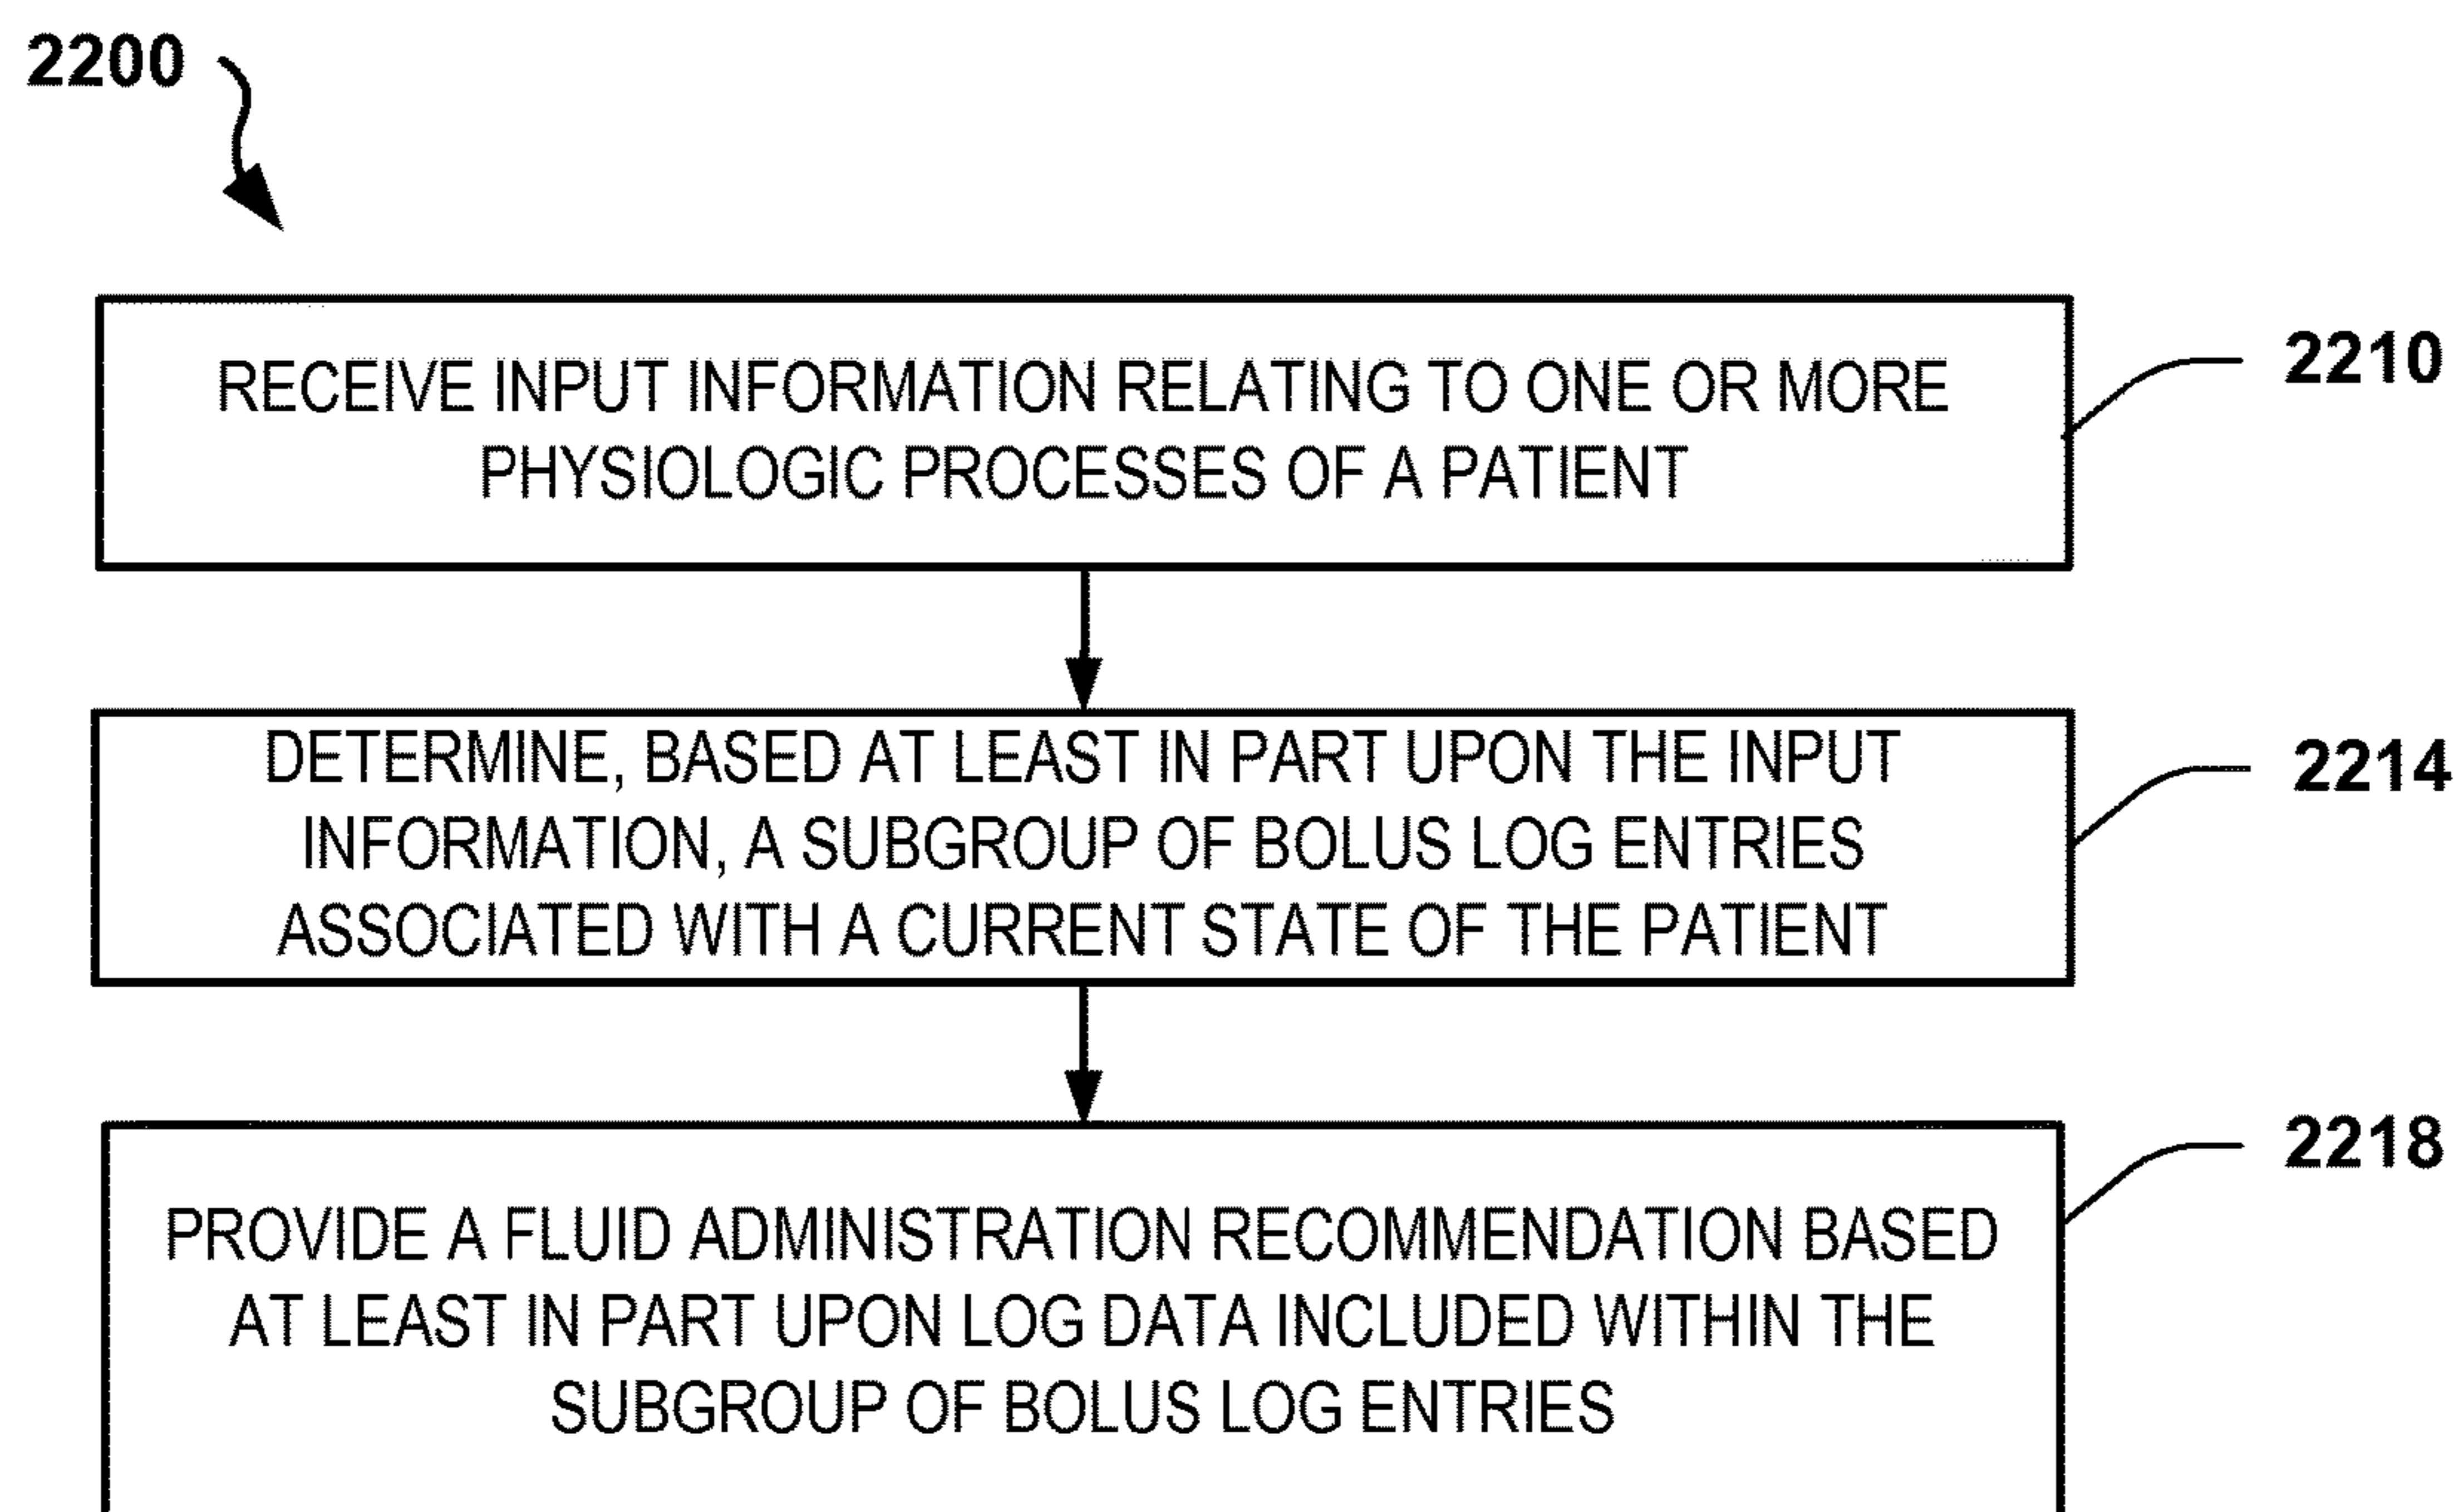 2200
RECEIVE INPUT INFORMATION RELATING TO ONE OR MORE
PHYSIOLOGIC PROCESSES OF A PATIENT
2210
DETERMINE, BASED AT LEAST IN PART UPON THE INPUT
INFORMATION, A SUBGROUP OF BOLUS LOG ENTRIES
ASSOCIATED WITH A CURRENT STATE OF THE PATIENT
2214
PROVIDE A FLUID ADMINISTRATION RECOMMENDATION BASED
AT LEAST IN PART UPON LOG DATA INCLUDED WITHIN THE
SUBGROUP OF BOLUS LOG ENTRIES
2218